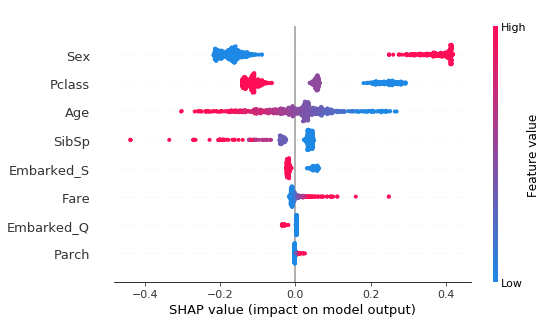 High
Sex
Pclass
Age
SibSp
Embarked_S
Fare
Embarked_Q
Parch
Feature value
Low
−0.4 −0.2 0.0 0.2 0.4
SHAP value (impact on model output)